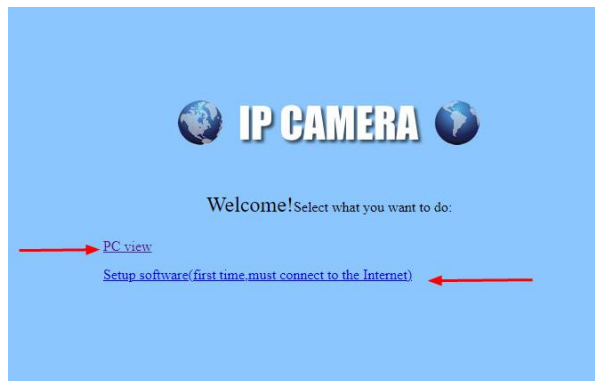 IP CAMERA
Welcome!Select what you want to do:
PC view
Setup software(first time,must connect to the Internet)